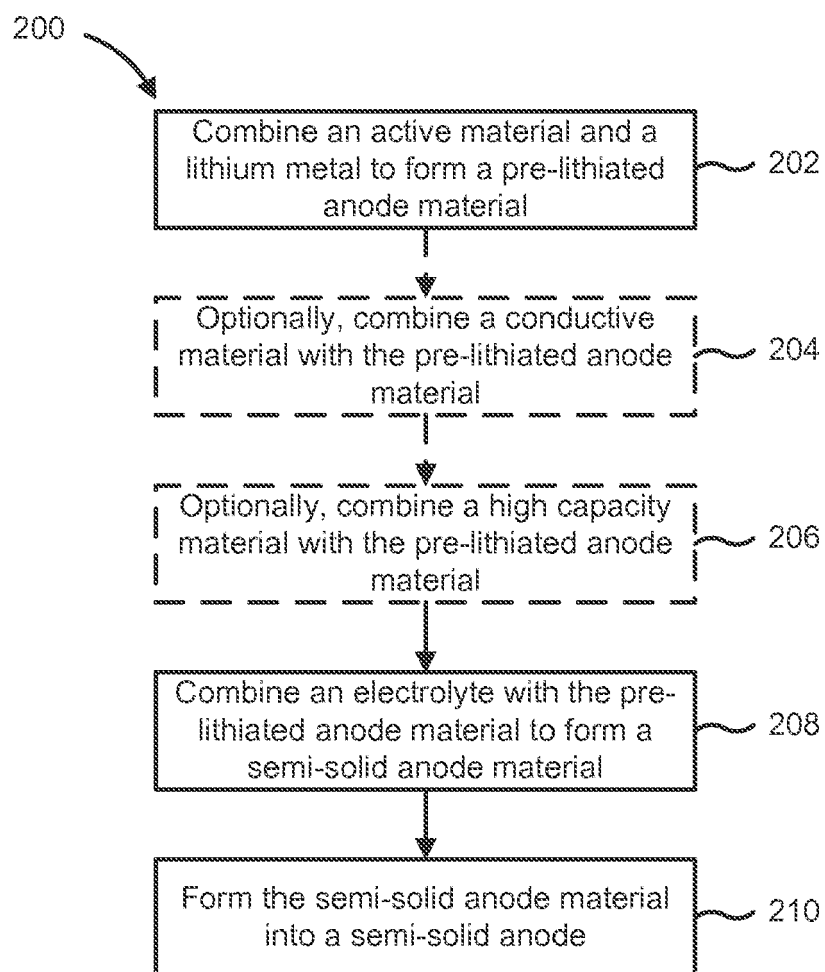 200
Combine an active material and a
lithium metal to form a pre-lithiated
anode material
202
Optionally, combine a conductive
material with the pre-lithiated anode
material
204
Optionally, combine a high capacity
material with the pre-lithiated anode
material
206
Combine an electrolyte with the pre-
lithiated anode material to form a
semi-solid anode material
208
Form the semi-solid anode material
into a semi-solid anode
210